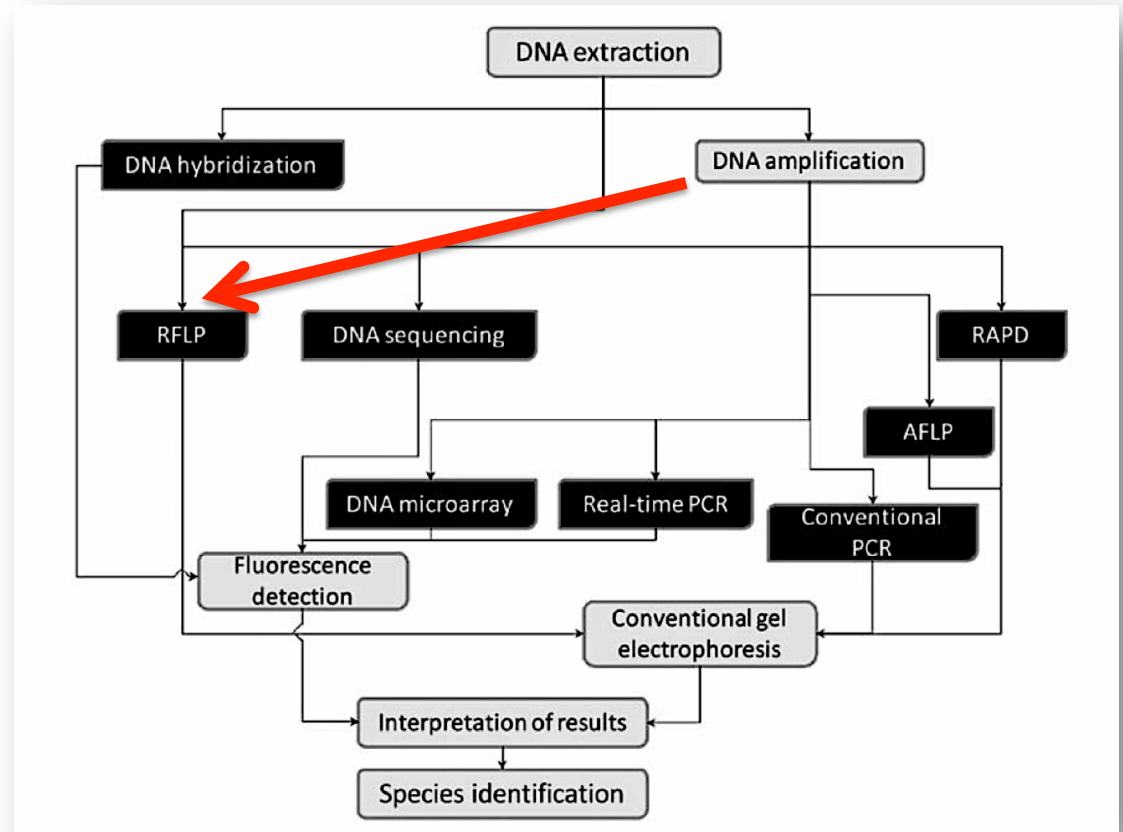 DNA extraction
DNA hybridization
DNA amplification
RFLP
DNA sequencing
RAPD
AFLP
DNA microarray
Real-time PCR
Conventional
PCR
Fluorescence
detection
Conventional gel
electrophoresis
Interpretation of results
Species identification